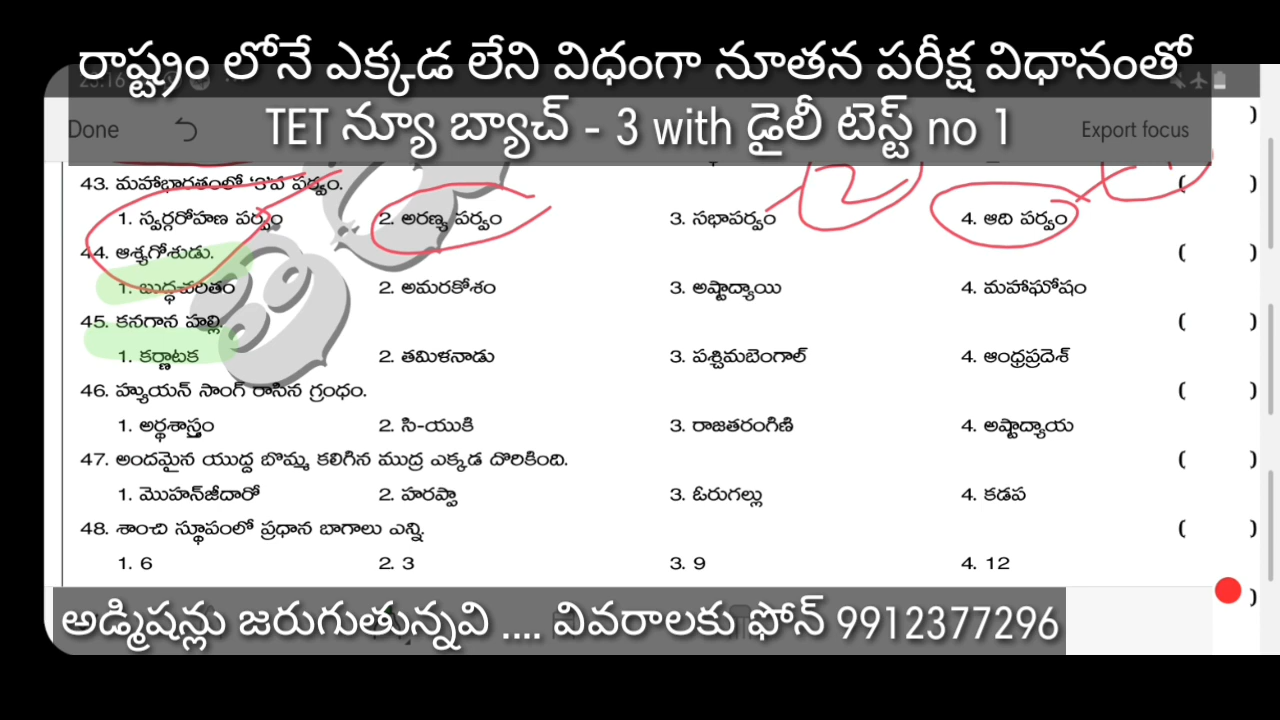 రాష్ట్రం లోనే ఎక్కడ లేని విధంగా నూతన పరీక్ష విధానంతో
TET న్యూ బ్యాచ్ - 3 with డైలీ టెస్ట్ no 1
Done
Export focus
)
43. మహాభారతంలో '3'వ పర్వం. ( )
1. స్వర్గరోహణ పర్వం 2. అరణ్య పర్వం 3. సభాపర్వం 4. ఆది పర్వం
2
44. ఆశ్వగోశుడు. ( )
1. బుద్ధచరితం 2. అమరకోశం 3. అష్టాద్యాయి 4. మహాఘోషం
45. కనగాన హల్లి. ( )
1. కర్ణాటక 2. తమిళనాడు 3. పశ్చిమబెంగాల్ 4. ఆంధ్రప్రదేశ్
46. హ్యుయన్ సాంగ్ రాసిన గ్రంధం. ( )
1. అర్థశాస్త్రం 2. సి-యుకి 3. రాజతరంగిణి 4. అష్టాద్యాయ
47. అందమైన యుద్ద బొమ్మ కలిగిన ముద్ర ఎక్కడ దొరికింది. ( )
1. మొహన్‌జీదారో 2. హరప్పా 3. ఓరుగల్లు 4. కడప
48. శాంచి స్థూపంలో ప్రధాన బాగాలు ఎన్ని. ( )
1. 6 2. 3 3. 9 4. 12
)
అడ్మిషన్లు జరుగుతున్నవి .... వివరాలకు ఫోన్ 9912377296